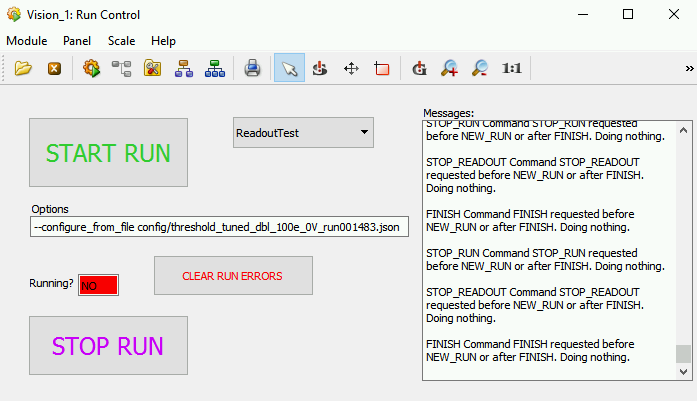 Vision_1: Run Control
Module Panel Scale Help
1:1
»
START RUN
ReadoutTest
Options
--configure_from_file config/threshold_tuned_dbl_100e_0V_run001483.json
Running? NO
CLEAR RUN ERRORS
STOP RUN
Messages:
STOP_RUN Command STOP_RUN requested
before NEW_RUN or after FINISH. Doing nothing.
STOP_READOUT Command STOP_READOUT
requested before NEW_RUN or after FINISH.
Doing nothing.
FINISH Command FINISH requested before
NEW_RUN or after FINISH. Doing nothing.
STOP_RUN Command STOP_RUN requested
before NEW_RUN or after FINISH. Doing nothing.
STOP_READOUT Command STOP_READOUT
requested before NEW_RUN or after FINISH.
Doing nothing.
FINISH Command FINISH requested before
NEW_RUN or after FINISH. Doing nothing.